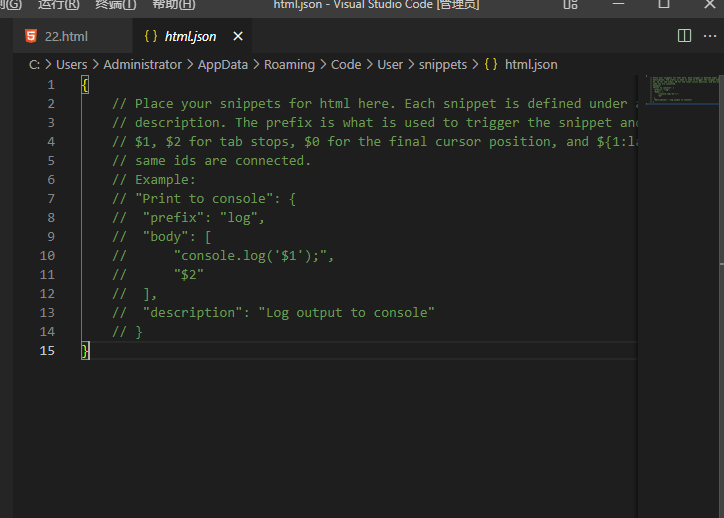 (G) 运行(R) 终端(T) 帮助(H) html.json - Visual Studio Code [管理员]
22.html {} html.json
C: > Users > Administrator > AppData > Roaming > Code > User > snippets > {} html.json
1 {
2 // Place your snippets for html here. Each snippet is defined under
3 // description. The prefix is what is used to trigger the snippet
4 // $1, $2 for tab stops, $0 for the final cursor position, and
5 // same ids are connected.
6 // Example:
7 // "Print to console": {
8 // "prefix": "log",
9 // "body": [
10 // "console.log('$1');",
11 // "$2"
12 // ],
13 // "description": "Log output to console"
14 // }
15 }